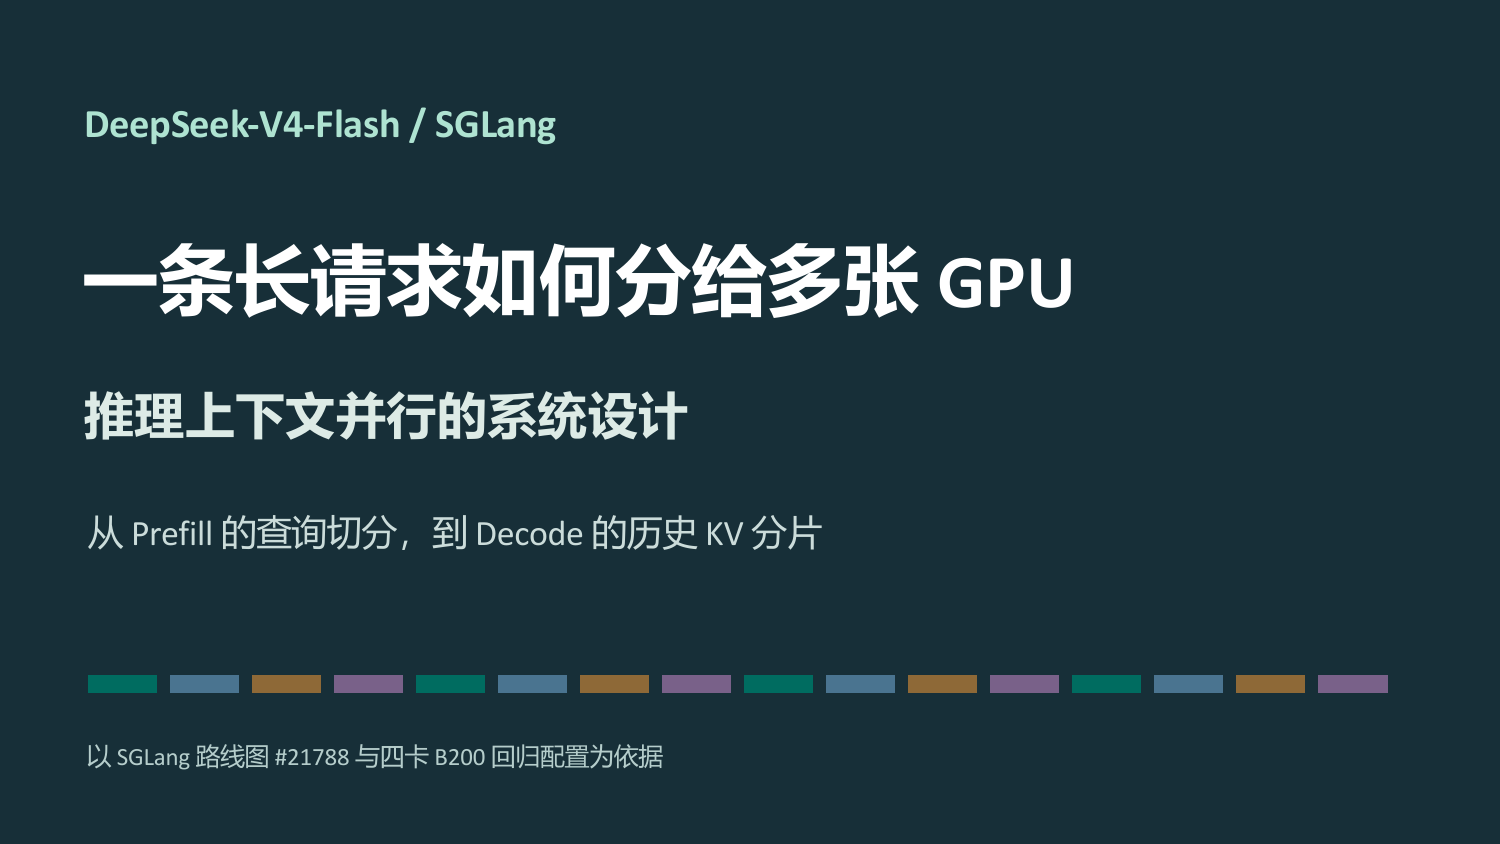 DeepSeek-V4-Flash / SGLang
一条长请求如何分给多张 GPU
推理上下文并行的系统设计
从 Prefill 的查询切分，到 Decode 的历史 KV 分片
以 SGLang 路线图 #21788 与四卡 B200 回归配置为依据